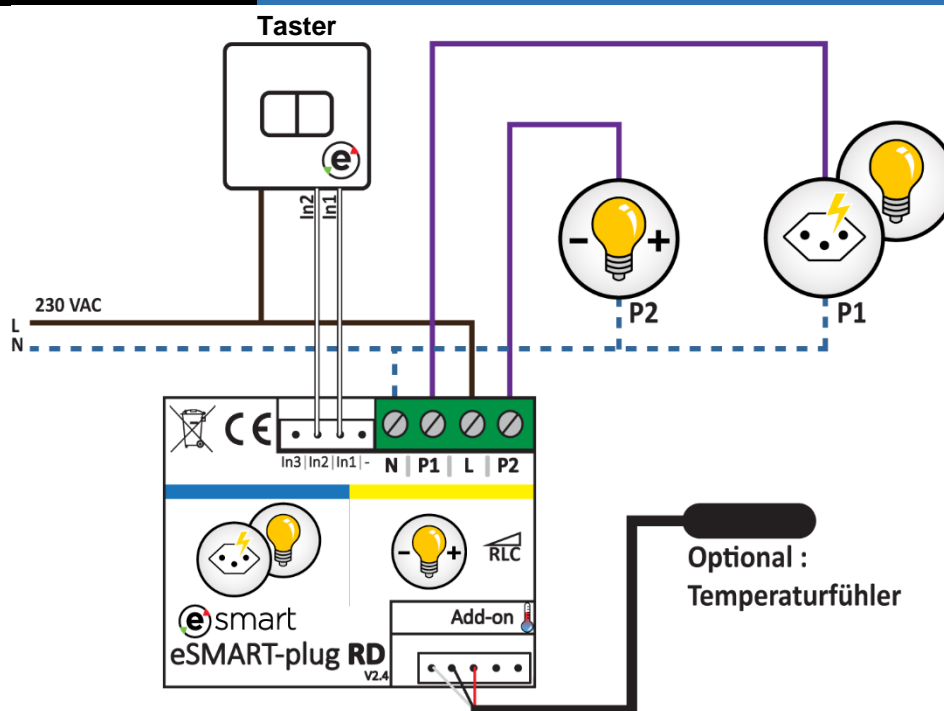 Taster
e
In2
In1
230 VAC
L
N
P2
P1
CE
In3|In2|In1|-
N | P1 | L | P2
- +
- +
RLC
Optional :
Temperaturfühler
esmart
Add-on
eSMART-plug RD
V2.4